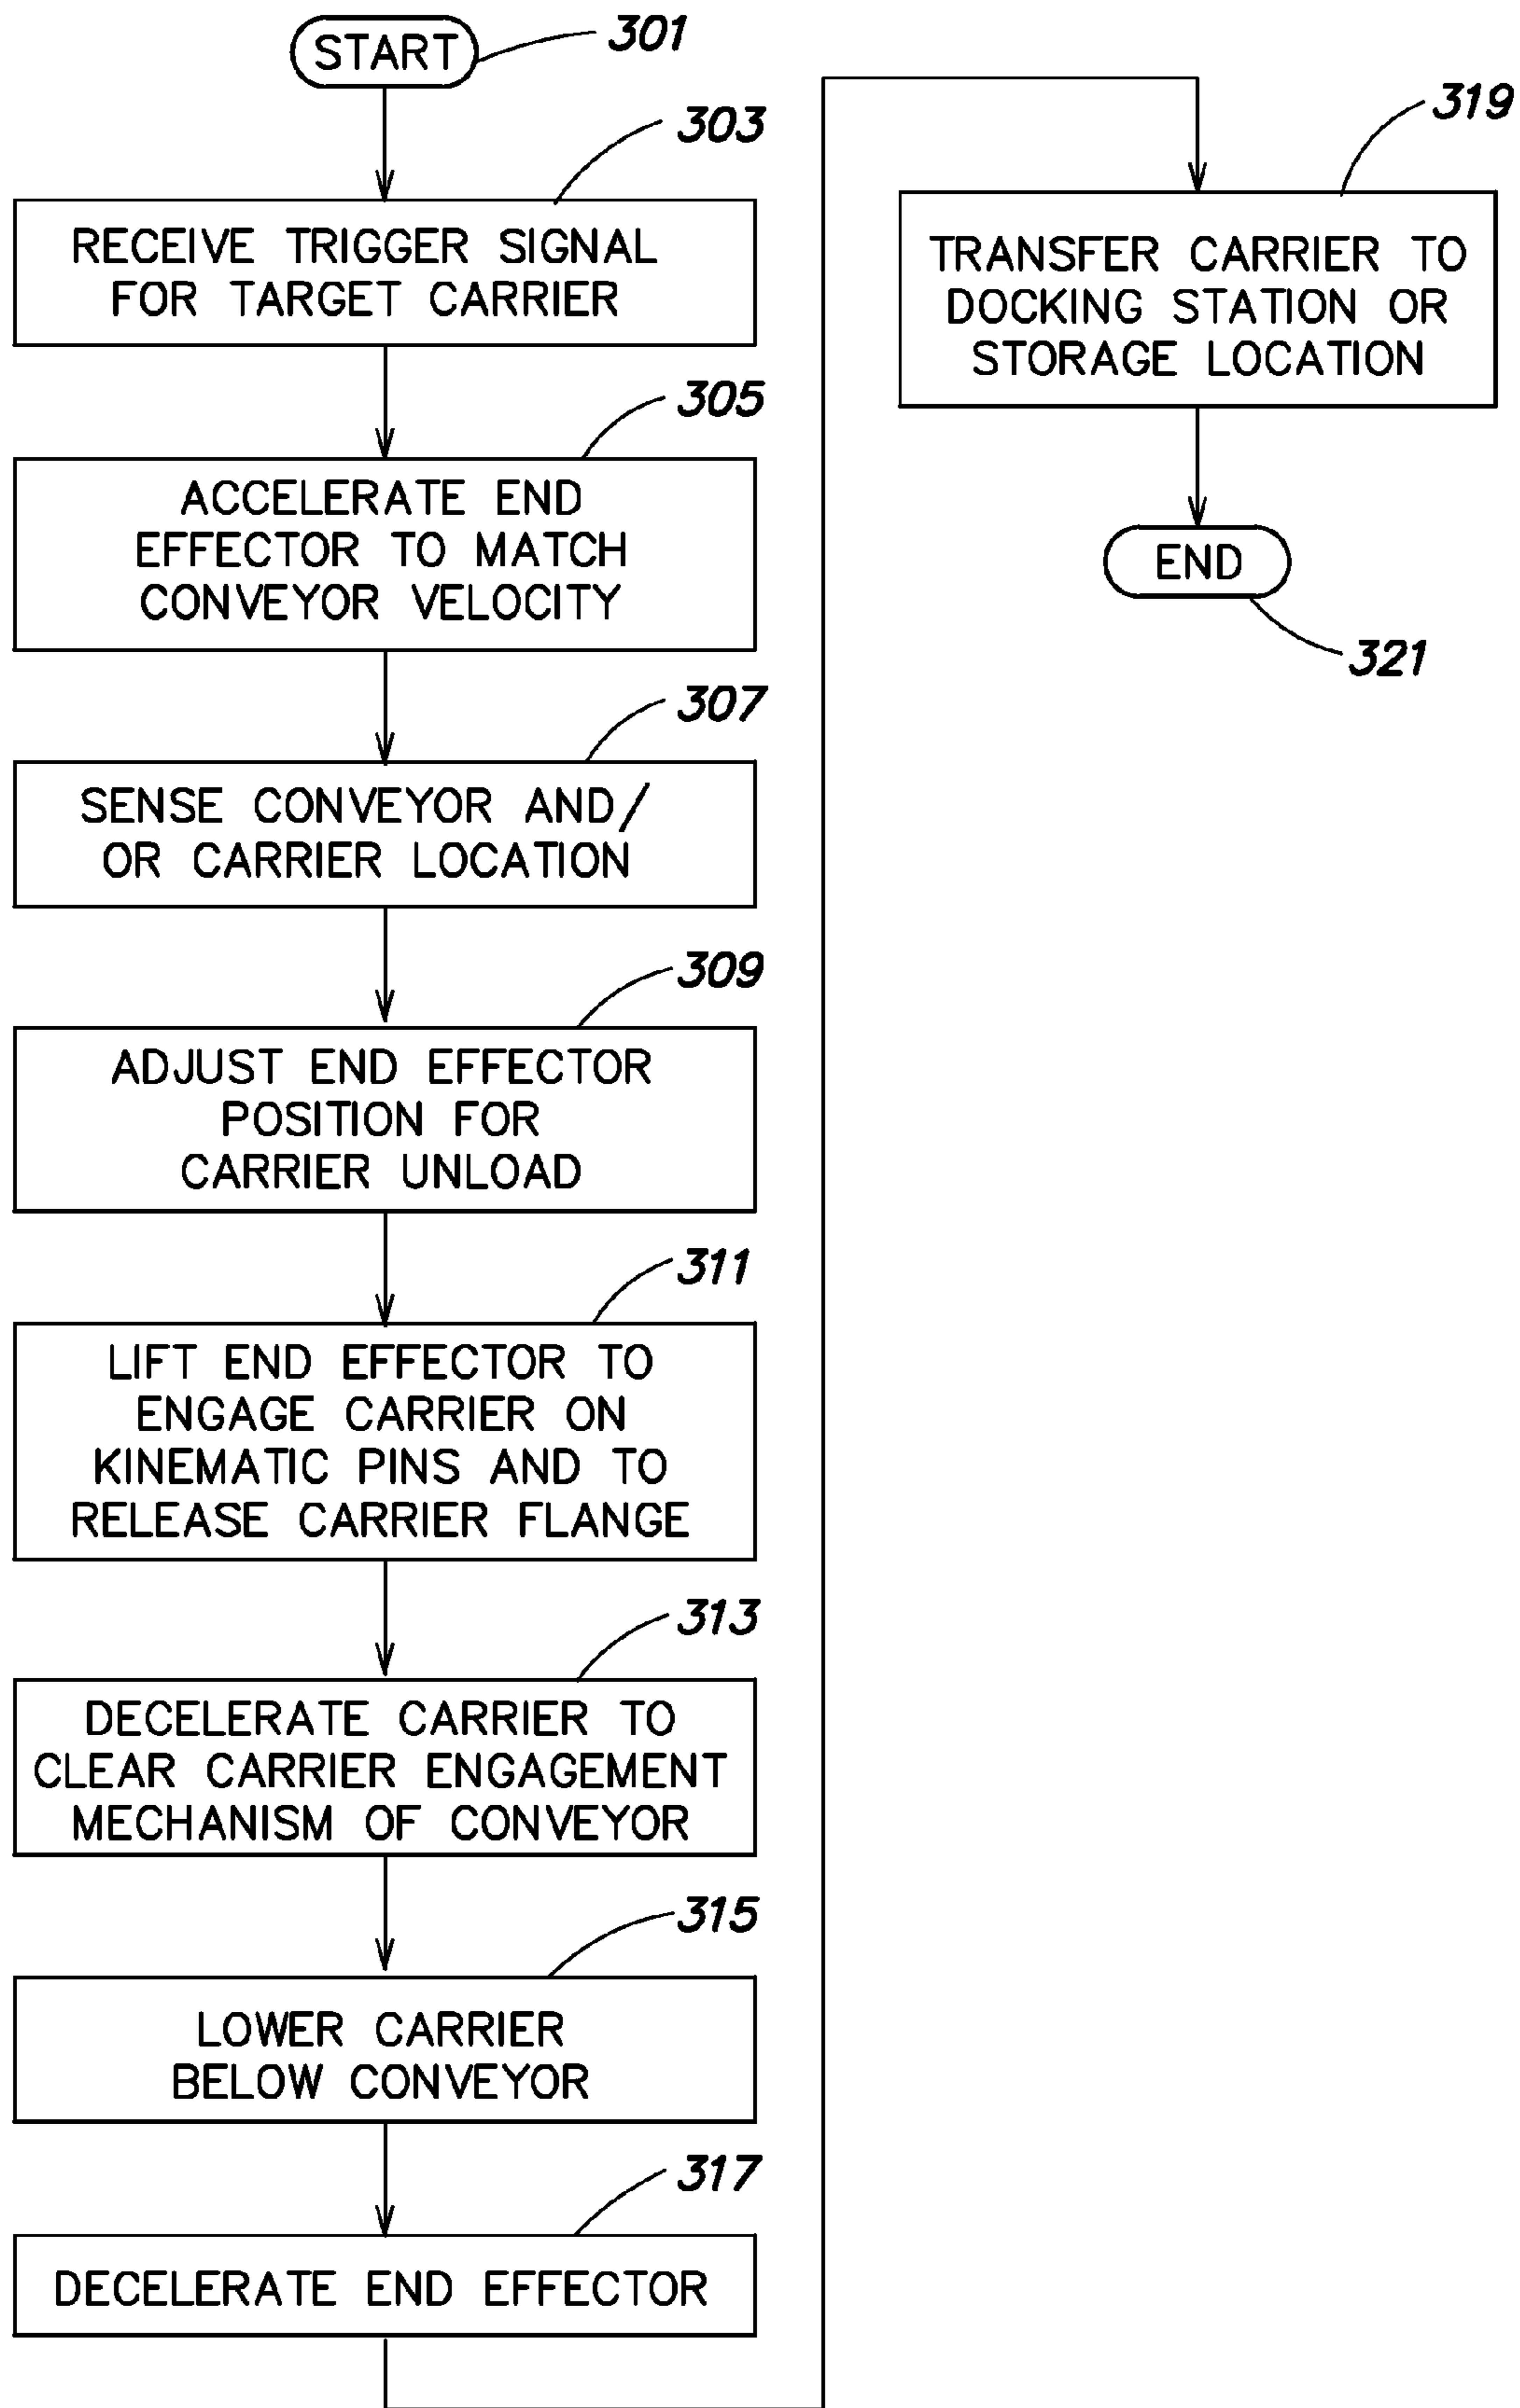 START
301
303
RECEIVE TRIGGER SIGNAL
FOR TARGET CARRIER
305
ACCELERATE END
EFFECTOR TO MATCH
CONVEYOR VELOCITY
307
SENSE CONVEYOR AND/
OR CARRIER LOCATION
309
ADJUST END EFFECTOR
POSITION FOR
CARRIER UNLOAD
311
LIFT END EFFECTOR TO
ENGAGE CARRIER ON
KINEMATIC PINS AND TO
RELEASE CARRIER FLANGE
313
DECELERATE CARRIER TO
CLEAR CARRIER ENGAGEMENT
MECHANISM OF CONVEYOR
315
LOWER CARRIER
BELOW CONVEYOR
317
DECELERATE END EFFECTOR
319
TRANSFER CARRIER TO
DOCKING STATION OR
STORAGE LOCATION
END
321